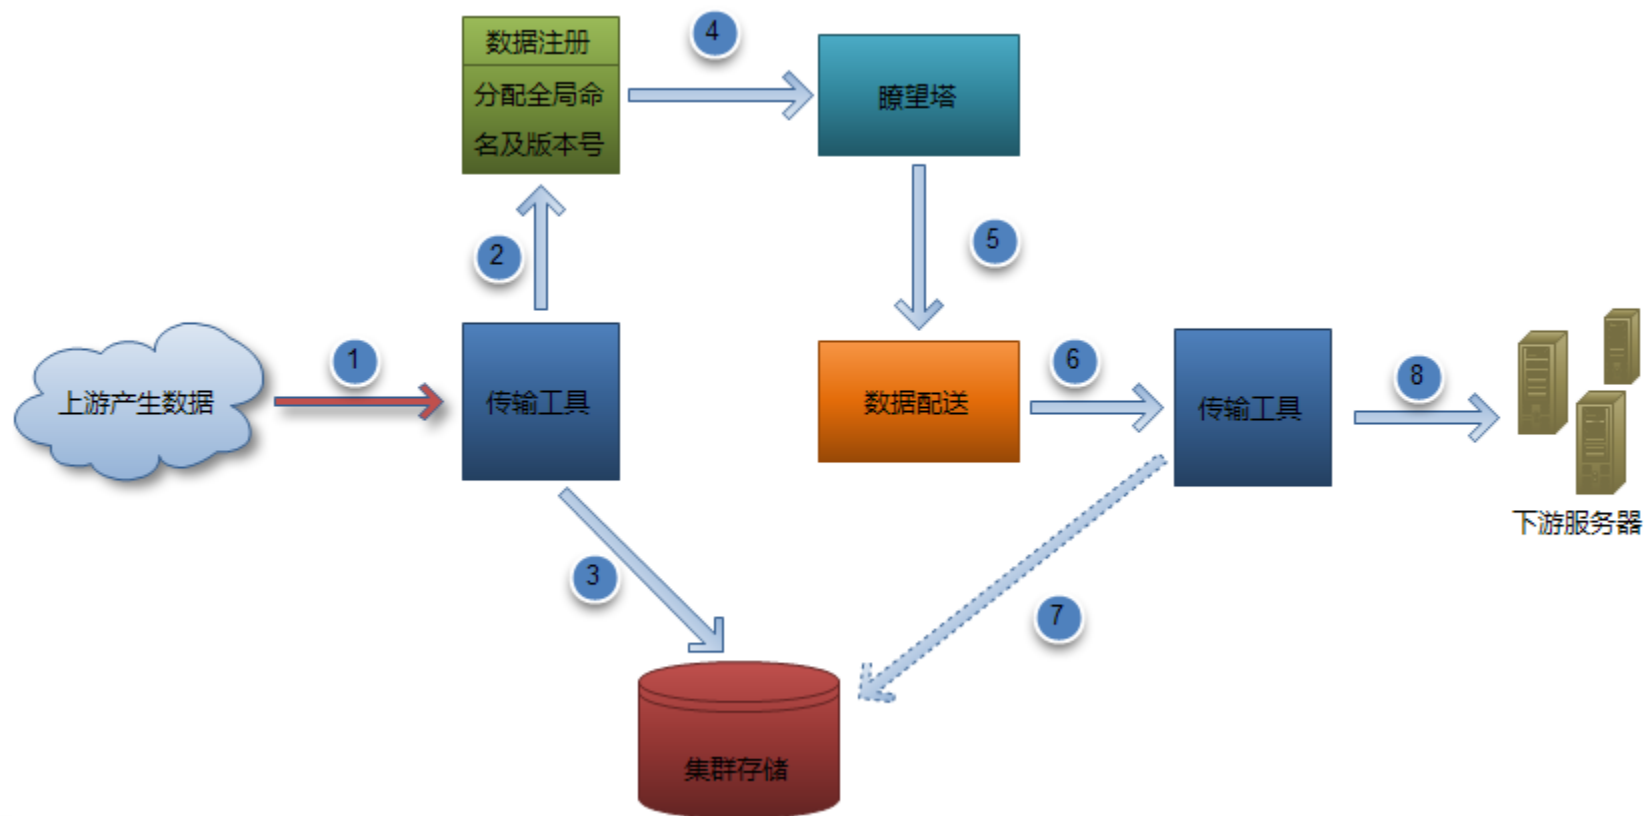 数据注册
分配全局命
名及版本号
4
瞭望塔
2
5
1
上游产生数据
传输工具
数据配送
6
传输工具
8
下游服务器
3
7
集群存储